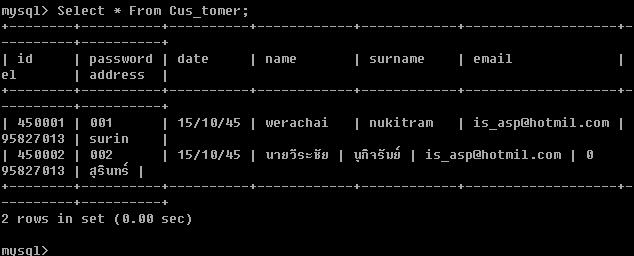 mysql> Select * From Cus_tomer;
+--------+----------+----------+----------+----------+-------------------+-
---------+----------+
| id     | password | date     | name     | surname  | email             |
el       | address  |
+--------+----------+----------+----------+----------+-------------------+-
---------+----------+
| 450001 | 001      | 15/10/45 | werachai | nukitram | is_asp@hotmil.com |
95827013 | surin    |
| 450002 | 002      | 15/10/45 | นายวีระชัย | นุกิจรัมย์ | is_asp@hotmil.com | 0
95827013 | สุรินทร์ |
+--------+----------+----------+----------+----------+-------------------+-
---------+----------+
2 rows in set (0.00 sec)
mysql>